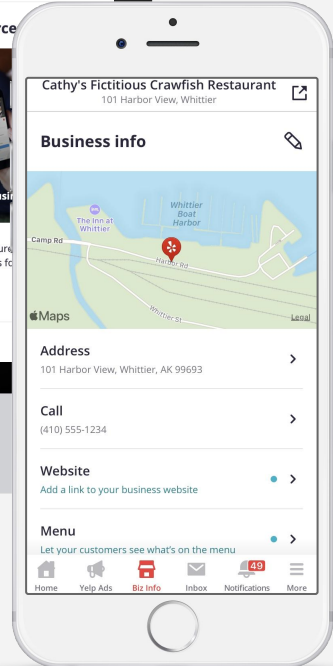 Cathy's Fictitious Crawfish Restaurant
101 Harbor View, Whittier
Business info
Whittier
Boat
Harbor
The Inn at
Whittier
Camp Rd
Harbor Rd
Whittier St
Maps
Legal
Address
101 Harbor View, Whittier, AK 99693
Call
(410) 555-1234
Website
Add a link to your business website
Menu
Let your customers see what's on the menu
49
Home
Yelp Ads
Biz Info
Inbox
Notifications
More